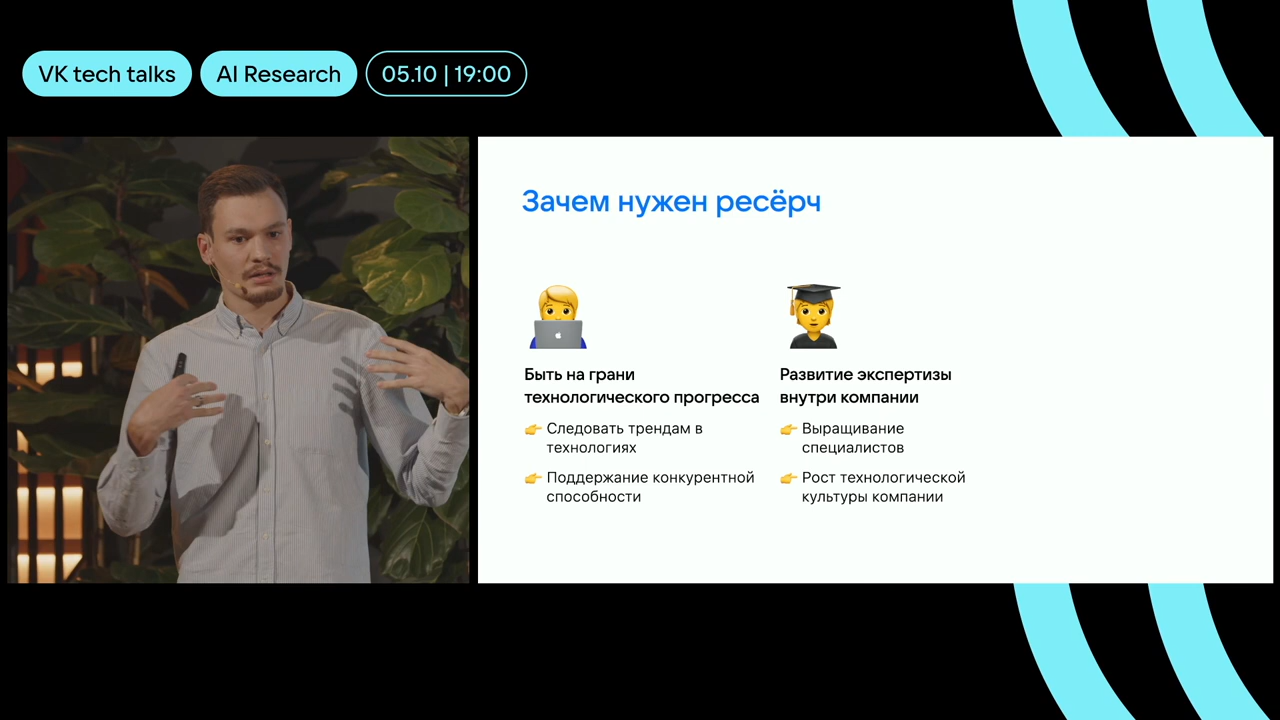 VK tech talks AI Research 05.10 | 19:00
Зачем нужен ресёрч
Быть на грани
технологического прогресса
Следовать трендам в
технологиях
Поддержание конкурентной
способности
Развитие экспертизы
внутри компании
Выращивание
специалистов
Рост технологической
культуры компании